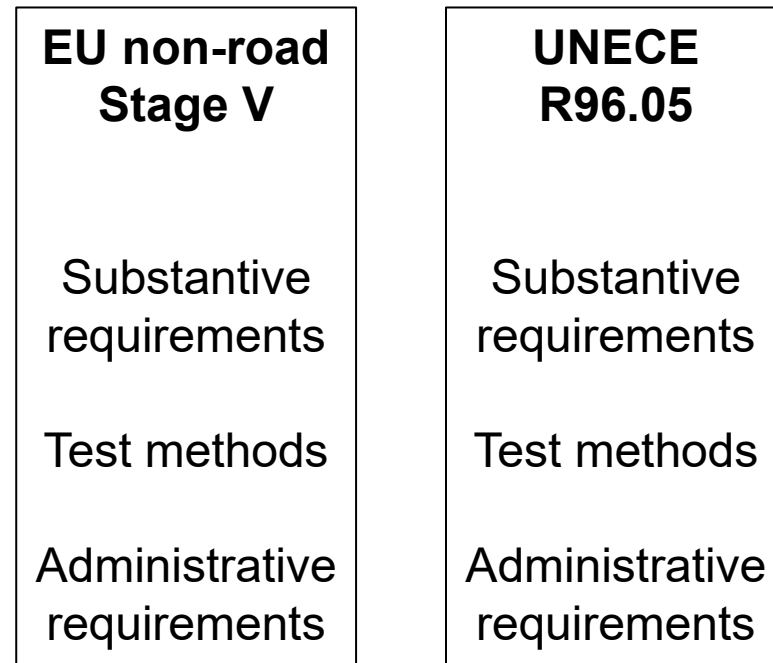 EU non-road
Stage V
Substantive
requirements
Test methods
Administrative
requirements
UNECE
R96.05
Substantive
requirements
Test methods
Administrative
requirements